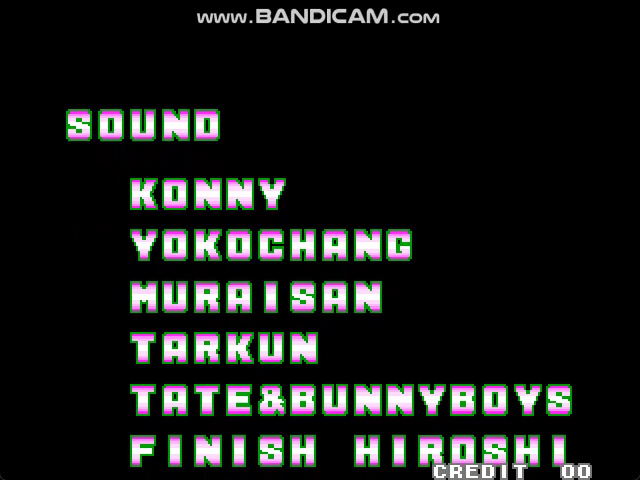 www.BANDICAM.com
SOUND
KONNY
YOKOCHANG
MURAISAN
TARKUN
TATE&BUNNYBOYS
FINISH HIROSHI
CREDIT 00